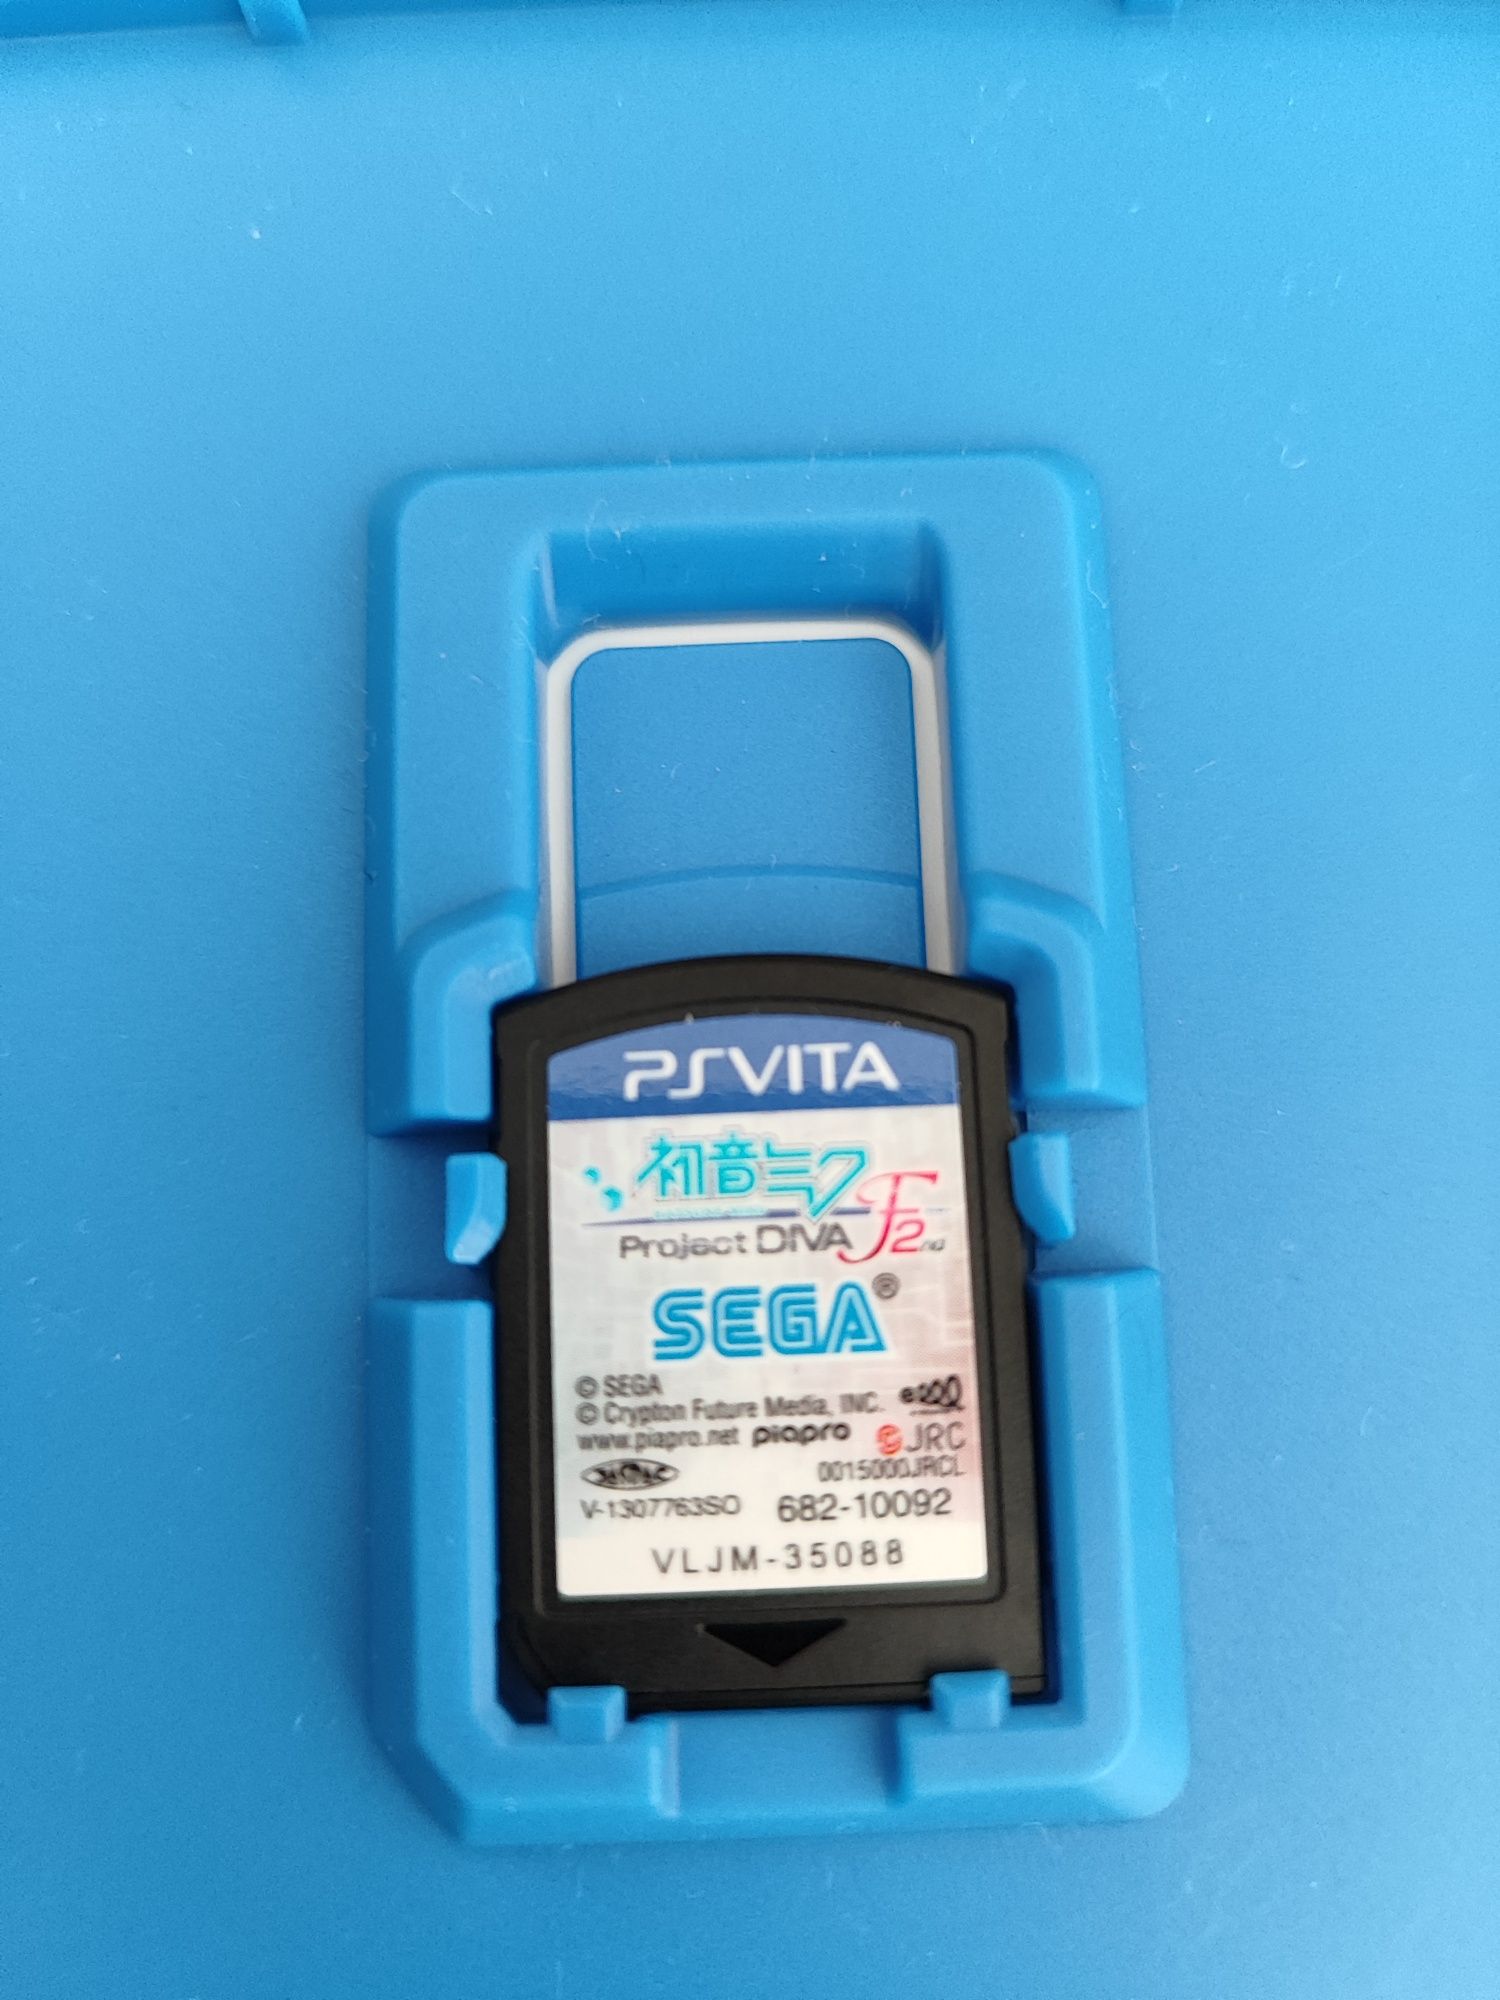 PSVITA
初音ミク
Project DIVA F 2nd
SEGA®
© SEGA
© Crypton Future Media, INC.
www.piapro.net piapro
JRC
0015000JRCL
V-1307763SO 682-10092
VLJM-35088